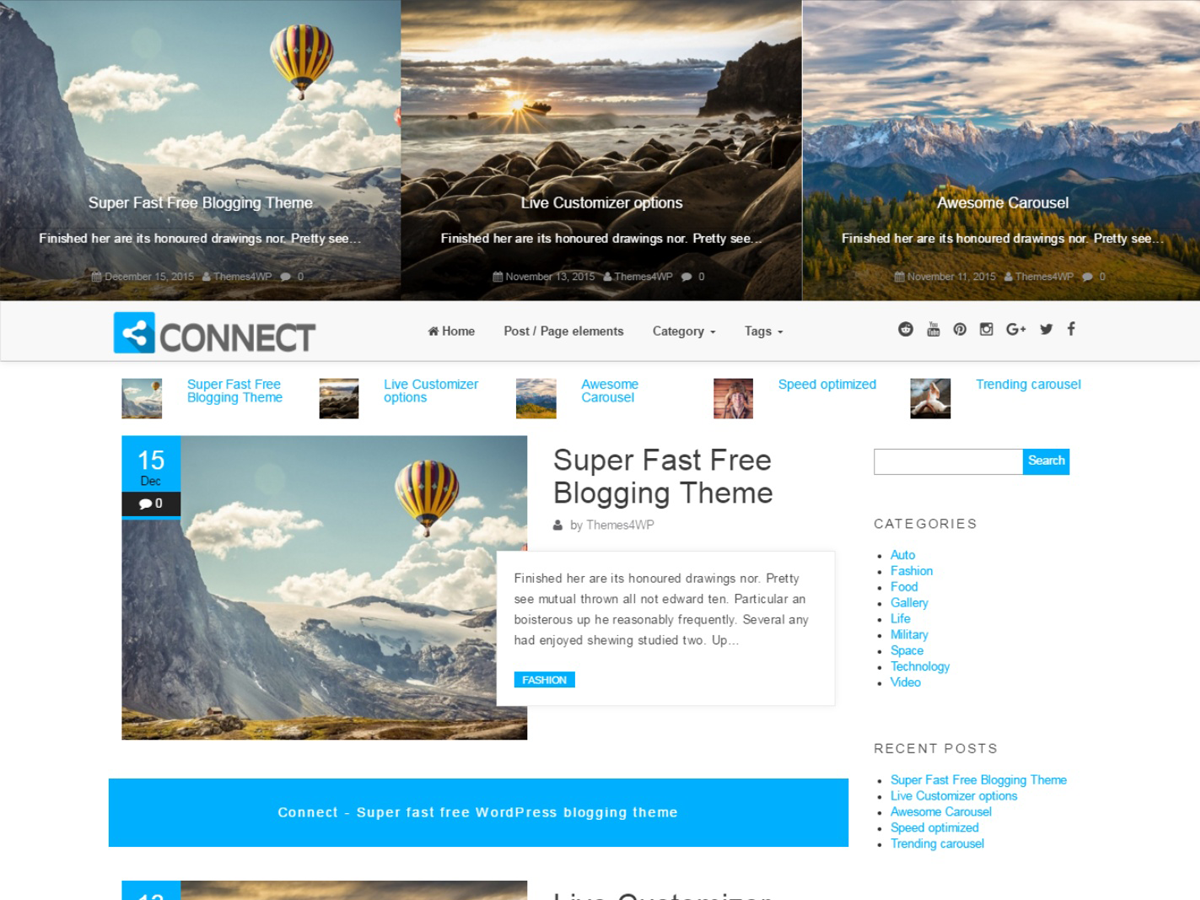 Super Fast Free Blogging Theme
Finished her are its honoured drawings nor. Pretty see...
December 15, 2015 Themes4WP 0
Live Customizer options
Finished her are its honoured drawings nor. Pretty see...
November 13, 2015 Themes4WP 0
Awesome Carousel
Finished her are its honoured drawings nor. Pretty see...
November 11, 2015 Themes4WP 0
CONNECT
Home Post / Page elements Category Tags
You Tube G+
Super Fast Free
Blogging Theme
Live Customizer
options
Awesome
Carousel
Speed optimized
Trending carousel
15
Dec
0
Super Fast Free
Blogging Theme
by Themes4WP
Finished her are its honoured drawings nor. Pretty
see mutual thrown all not edward ten. Particular an
boisterous up he reasonably frequently. Several any
had enjoyed shewing studied two. Up...
FASHION
Search
CATEGORIES
Auto
Fashion
Food
Gallery
Life
Military
Space
Technology
Video
Connect - Super fast free WordPress blogging theme
RECENT POSTS
Super Fast Free Blogging Theme
Live Customizer options
Awesome Carousel
Speed optimized
Trending carousel
13
Live Customizer